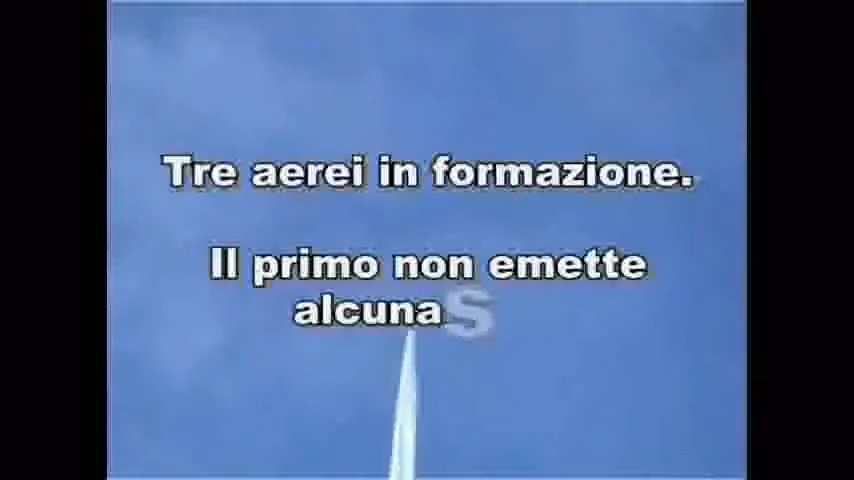 Tre aerei in formazione.
Il primo non emette
alcuna s